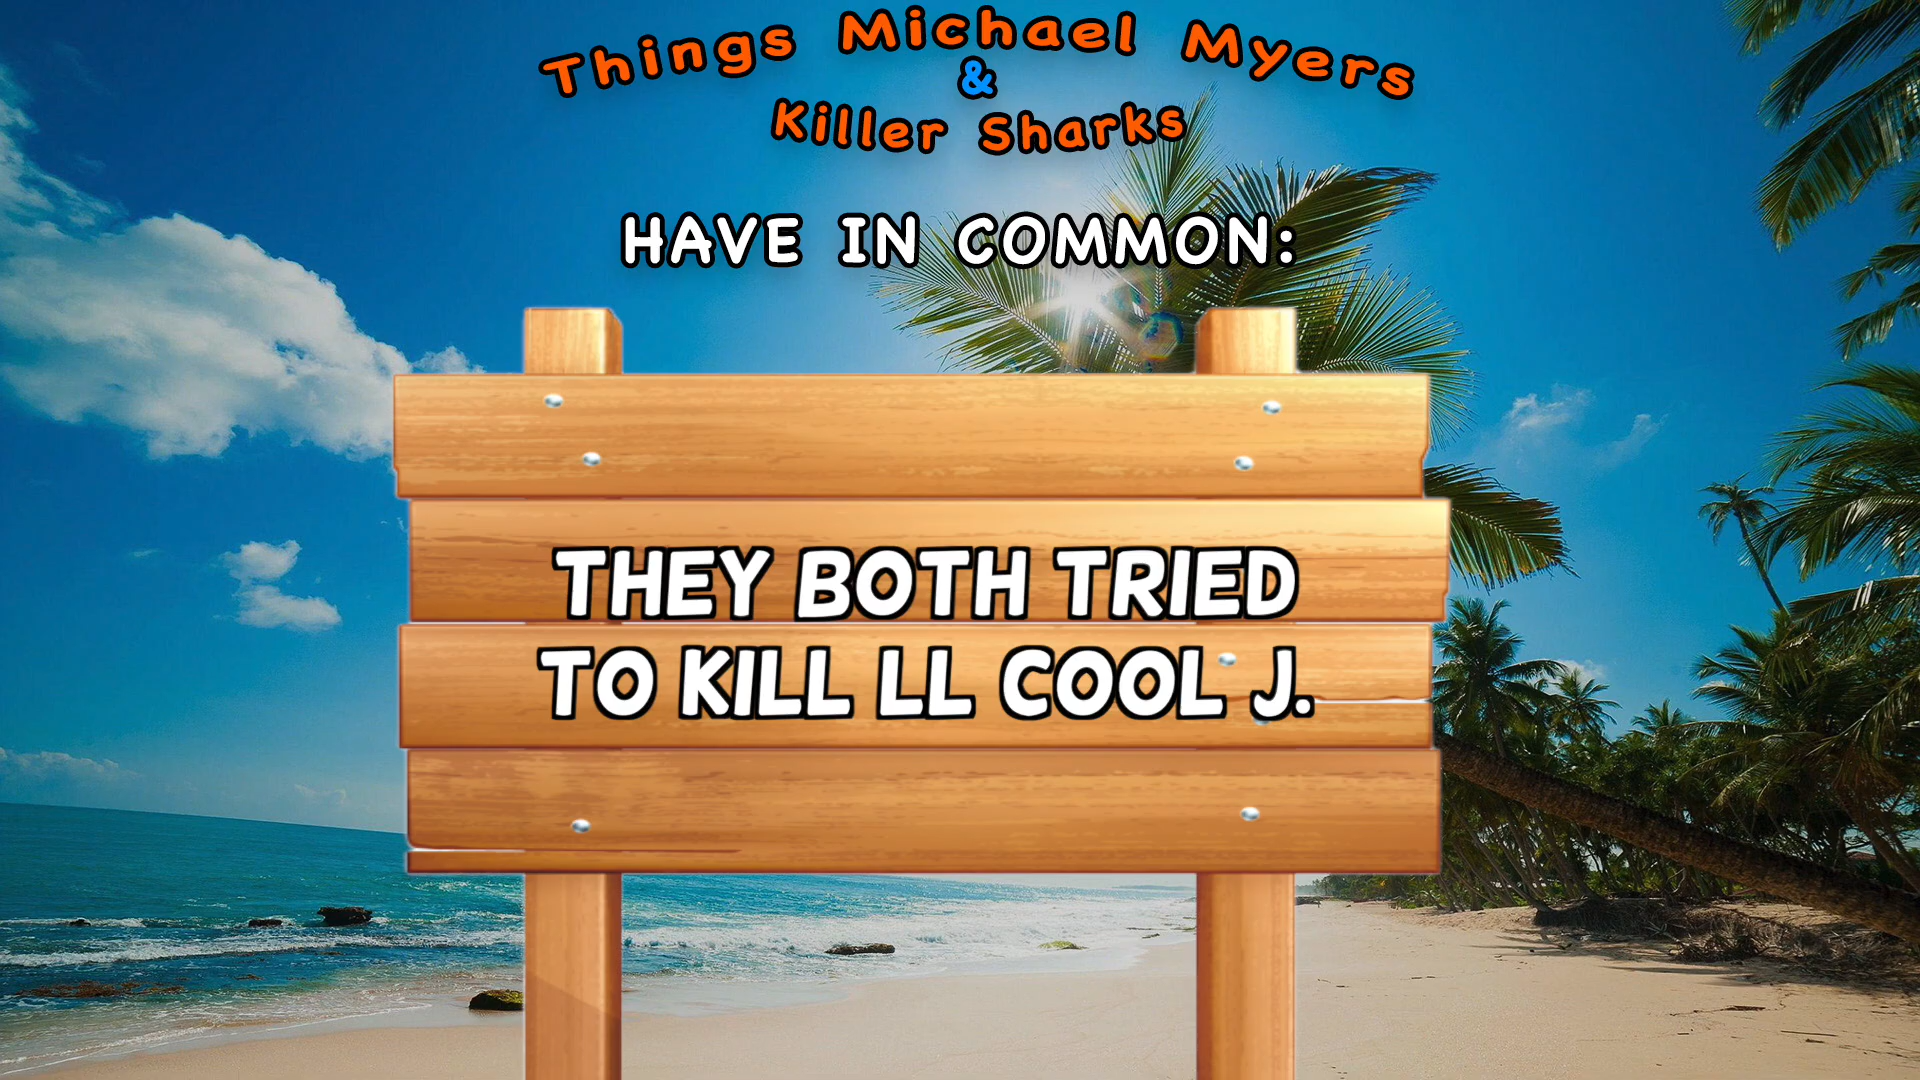 Things Michael Myers
&
Killer Sharks
HAVE IN COMMON:
THEY BOTH TRIED
TO KILL LL COOL J.